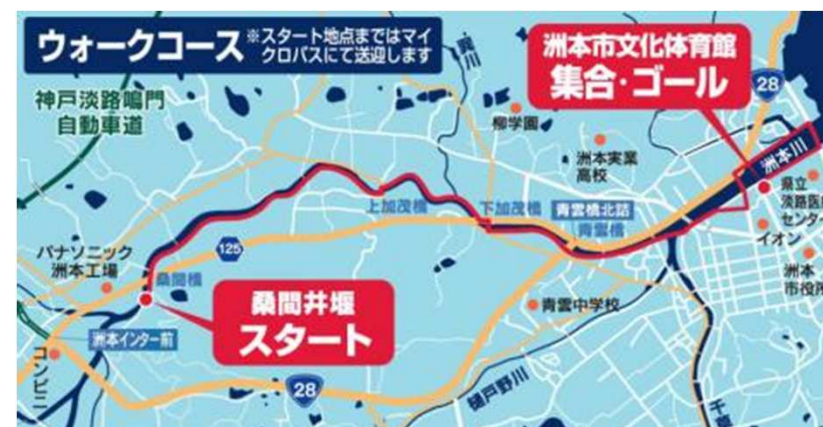 ウォークコース
※スタート地点まではマイ
クロバスにて送迎します
洲本市文化体育館
集合・ゴール
28
神戸淡路鳴門
自動車道
柳学園
洲本実業
高校
洲本川
県立
淡路医療
センター
イオン
洲本
市役所
上加茂橋
下加茂橋
青雲橋北詰
青雲橋
125
パナソニック
洲本工場
桑間橋
桑間井堰
スタート
青雲中学校
洲本インター前
コンビニ
28
樋戸野川
千草